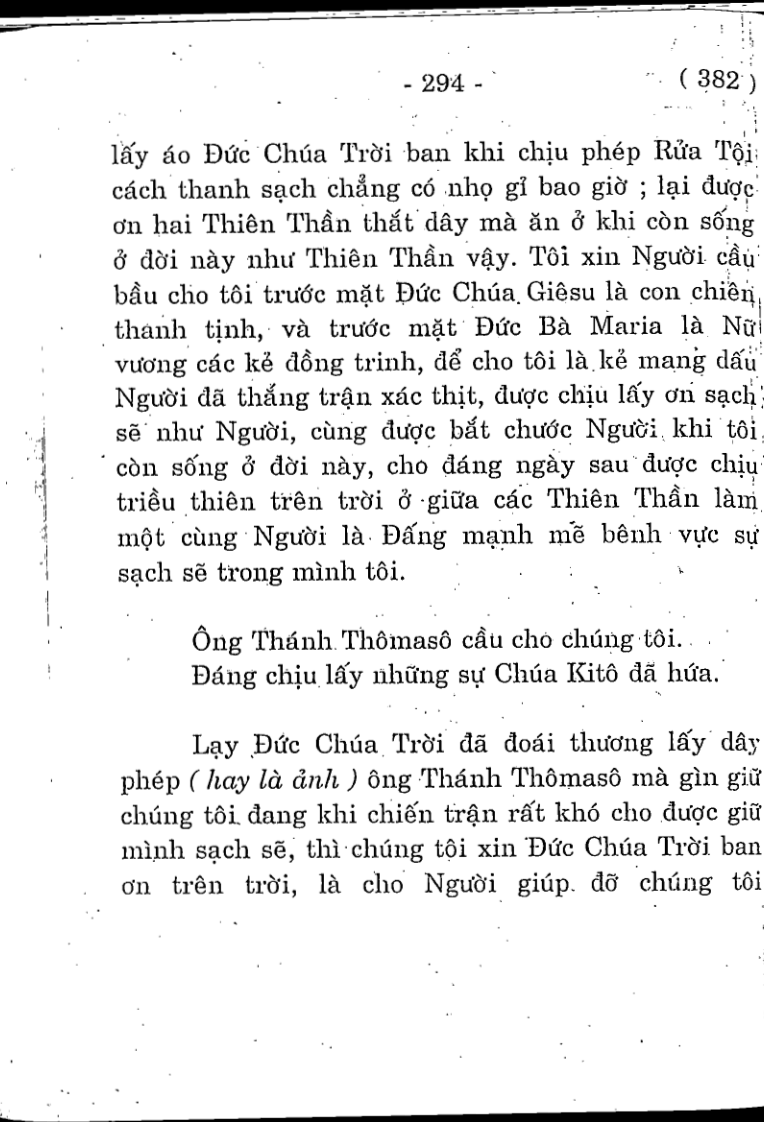 - 294 -
( 382 )
lấy áo Đức Chúa Trời ban khi chịu phép Rửa Tội
cách thanh sạch chẳng có nhọ gỉ bao giờ ; lại được
ơn hai Thiên Thần thắt dây mà ăn ở khi còn sống
ở đời này như Thiên Thần vậy. Tôi xin Người cầu
bầu cho tôi trước mặt Đức Chúa Giêsu là con chiên
thanh tịnh, và trước mặt Đức Bà Maria là Nữ
vương các kẻ đồng trinh, để cho tôi là kẻ mang dấu
Người đã thắng trận xác thịt, được chịu lấy ơn sạch
sẽ như Người, cùng được bắt chước Người khi tôi
còn sống ở đời này, cho đáng ngày sau được chịu
triều thiên trên trời ở giữa các Thiên Thần làm
một cùng Người là Đấng mạnh mẽ bênh vực sự
sạch sẽ trong mình tôi.
Ông Thánh Thômasô cầu cho chúng tôi.
Đáng chịu lấy những sự Chúa Kitô đã hứa.
Lạy Đức Chúa Trời đã đoái thương lấy dây
phép ( hay là ảnh ) ông Thánh Thômasô mà gìn giữ
chúng tôi đang khi chiến trận rất khó cho được giữ
mình sạch sẽ, thì chúng tôi xin Đức Chúa Trời ban
ơn trên trời, là cho Người giúp đỡ chúng tôi